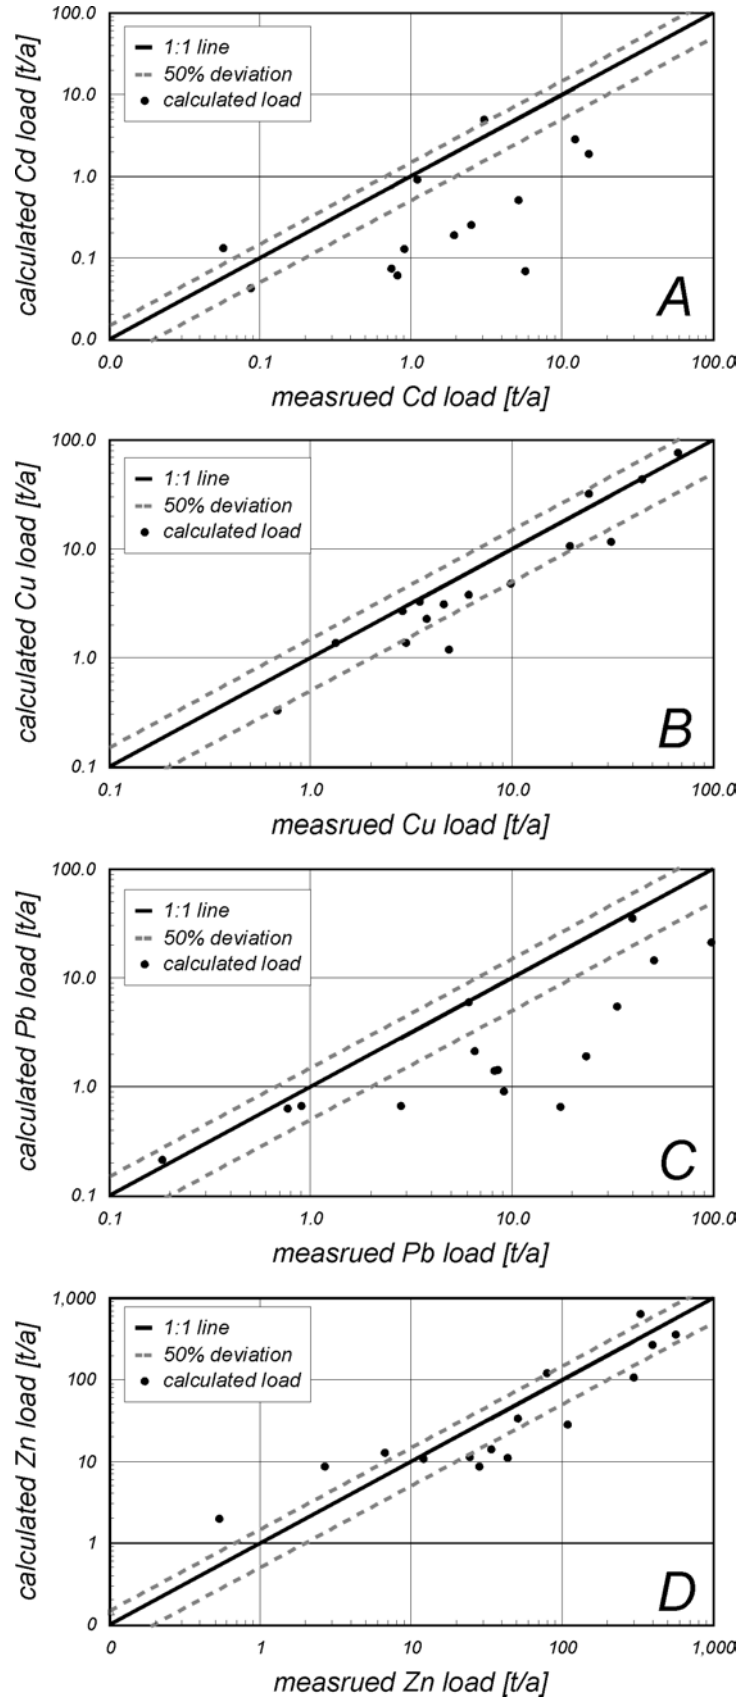 100.0
10.0
1.0
0.1
0.0
calculated Cd load [t/a]
1:1 line
50% deviation
calculated load
A
0.0 0.1 1.0 10.0 100.0
measrued Cd load [t/a]
100.0
10.0
1.0
0.1
calculated Cu load [t/a]
1:1 line
50% deviation
calculated load
B
0.1 1.0 10.0 100.0
measrued Cu load [t/a]
100.0
10.0
1.0
0.1
calculated Pb load [t/a]
1:1 line
50% deviation
calculated load
C
0.1 1.0 10.0 100.0
measrued Pb load [t/a]
1,000
100
10
1
0
calculated Zn load [t/a]
1:1 line
50% deviation
calculated load
D
0 1 10 100 1,000
measrued Zn load [t/a]